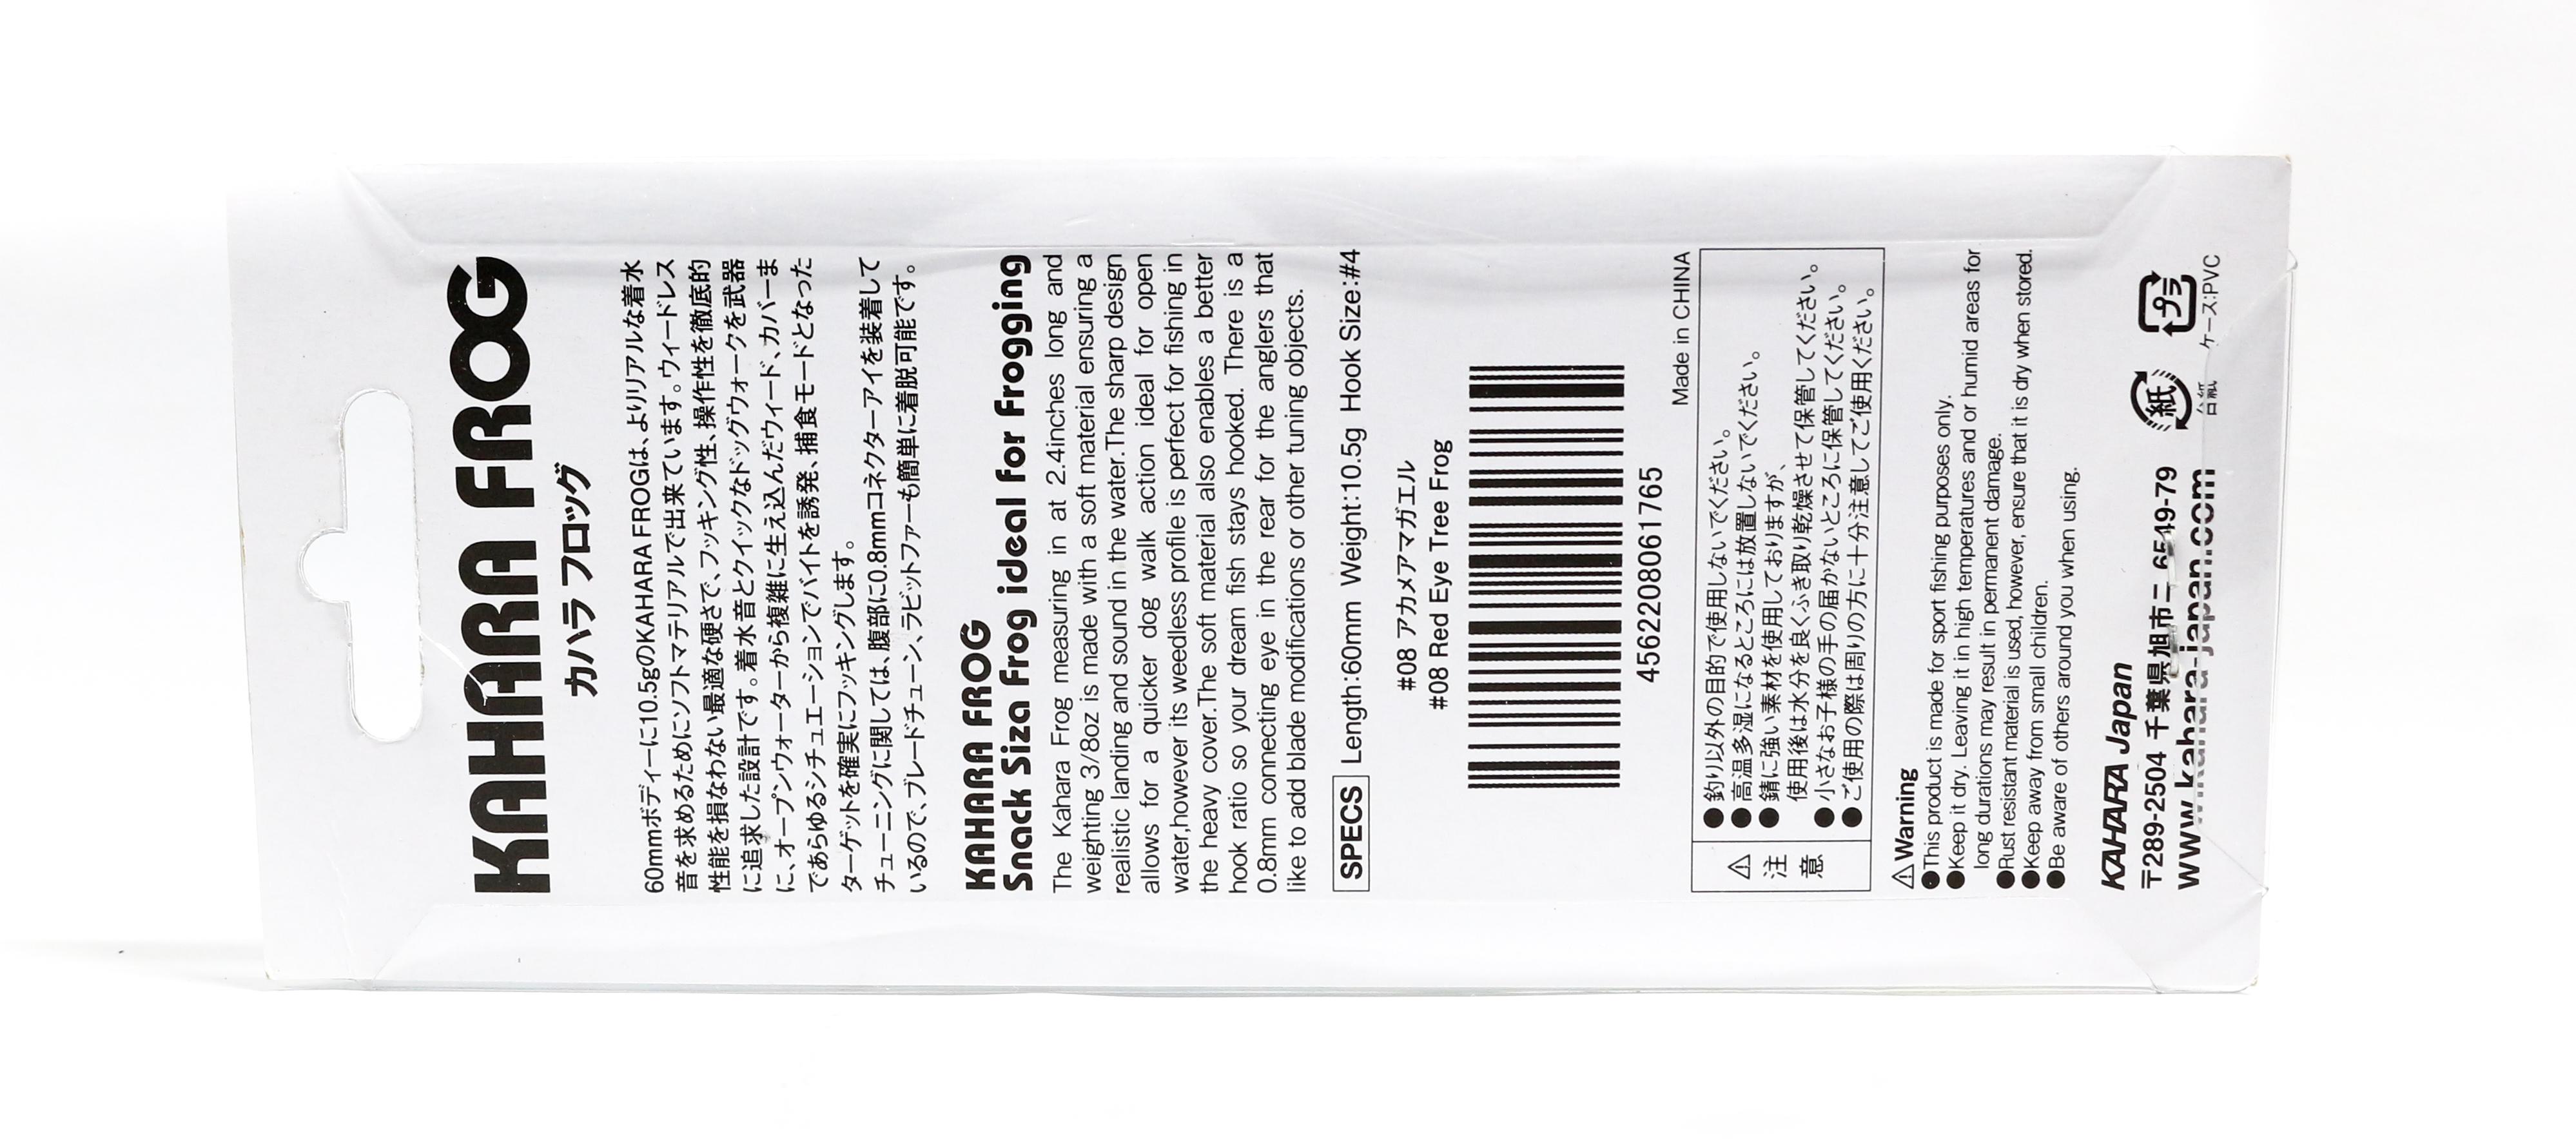 KAHARA FROG
カハラ フロッグ
60mmボディーに10.5gのKAHARA FROGは、よりリアルな着水
音を求めるためにソフトマテリアルで出来ています。ウィードレス
性能を損なわない最適な硬さで、フッキング性、操作性を徹底的
に追求した設計です。着水音とクイックなドッグウォークを武器
に、オープンウォーターから複雑に生え込んだウィード、カバーま
であらゆるシチュエーションでバイトを誘発、捕食モードとなった
ターゲットを確実にフッキングします。
チューニングに関しては、腹部に0.8mmコネクターアイを装着して
いるので、ブレードチューン、ラビットファーも簡単に着脱可能です。
KAHARA FROG
Snack Siza Frog ideal for Frogging
The Kahara Frog measuring in at 2.4inches long and
weighting 3/8oz is made with a soft material ensuring a
realistic landing and sound in the water.The sharp design
allows for a quicker dog walk action ideal for open
water,however its weedless profile is perfect for fishing in
the heavy cover.The soft material also enables a better
hook ratio so your dream fish stays hooked. There is a
0.8mm connecting eye in the rear for the anglers that
like to add blade modifications or other tuning objects.
SPECS Length:60mm Weight:10.5g Hook Size:#4
#08 アカメアマガエル
#08 Red Eye Tree Frog
4562208061765
Made in CHINA
⚠注意
●釣り以外の目的で使用しないでください。
●高温多湿になるところには放置しないでください。
●錆に強い素材を使用しておりますが、
使用後は水分を良くふき取り乾燥させて保管してください。
●小さなお子様の手の届かないところに保管してください。
●ご使用の際は周りの方に十分注意してご使用ください。
⚠Warning
●This product is made for sport fishing purposes only.
●Keep it dry. Leaving it in high temperatures and or humid areas for
long durations may result in permanent damage.
●Rust resistant material is used, however, ensure that it is dry when stored.
●Keep away from small children.
●Be aware of others around you when using.
KAHARA Japan
〒289-2504 千葉県旭市ニ 6549-79
www.kahara-japan.com
紙
台紙
プラ
ケース:PVC